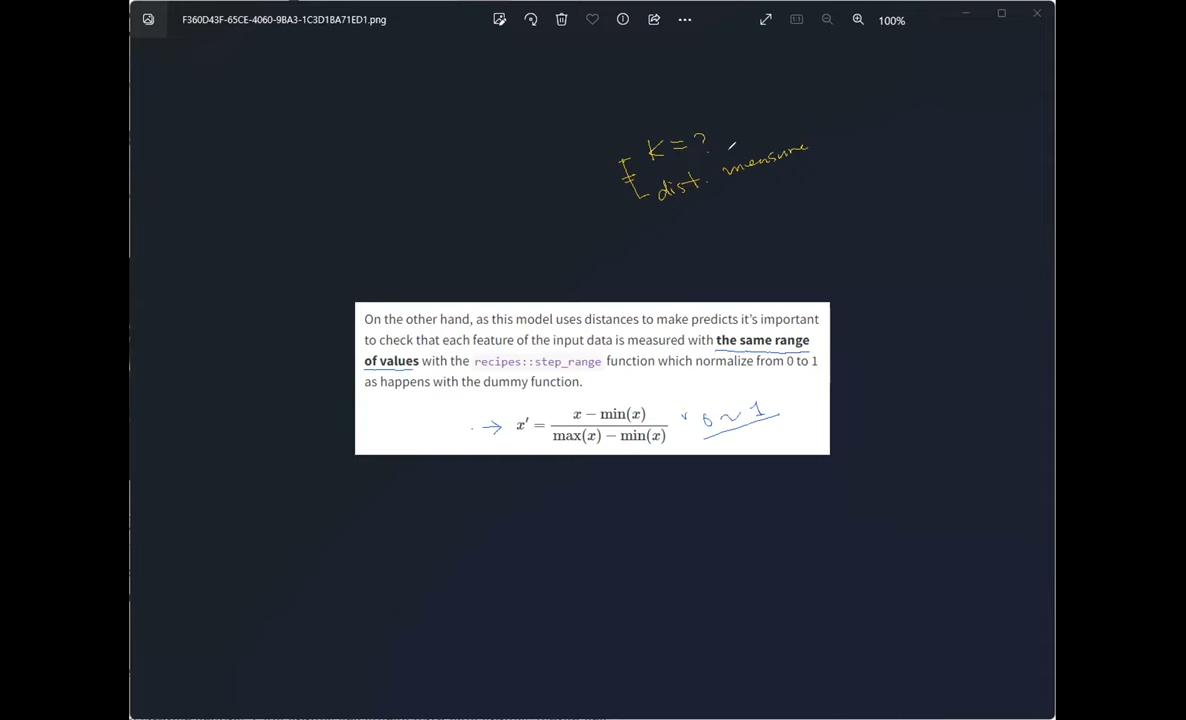 F360D43F-65CE-4060-9BA3-1C3D1BA71ED1.png
100%
K = ?
dist. measure
On the other hand, as this model uses distances to make predicts it's important
to check that each feature of the input data is measured with the same range
of values with the recipes::step_range function which normalize from 0 to 1
as happens with the dummy function.
→ x′ = (x − min(x)) / (max(x) − min(x)) 0 ~ 1